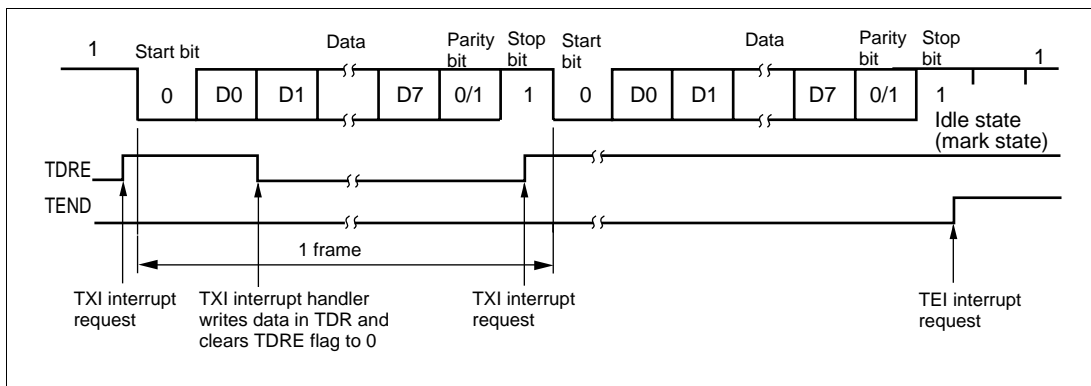 1
Start bit
Data
Parity
bit
Stop
bit
Start
bit
Data
Parity
bit
Stop
bit
1
0
D0
D1
D7
0/1
1
0
D0
D1
D7
0/1
1
Idle state
(mark state)
TDRE
TEND
1 frame
TXI interrupt
request
TXI interrupt handler
writes data in TDR and
clears TDRE flag to 0
TXI interrupt
request
TEI interrupt
request